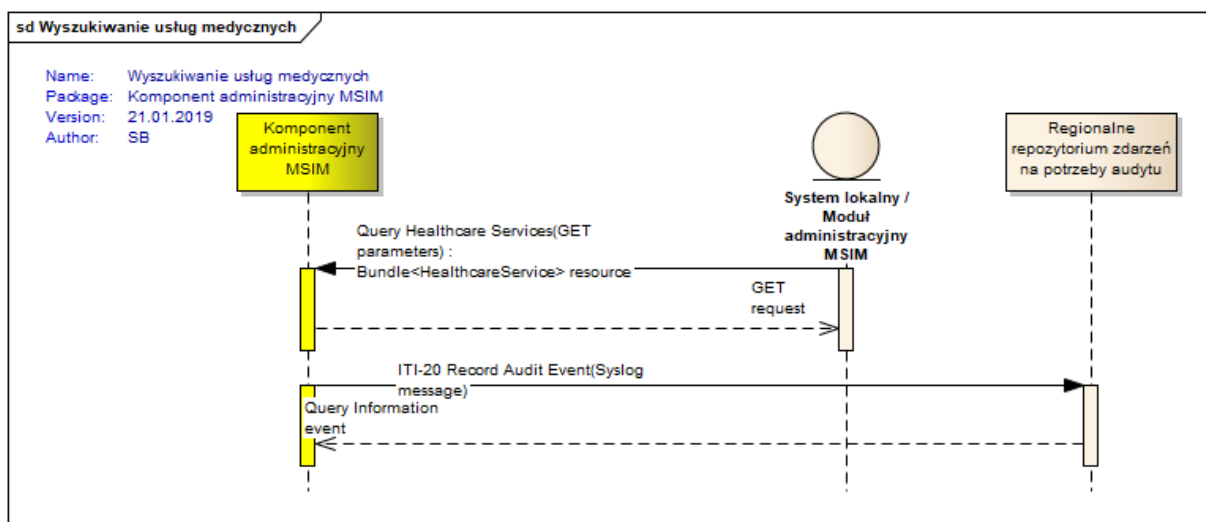 sd Wyszukiwanie usług medycznych
Name: Wyszukiwanie usług medycznych
Package: Komponent administracyjny MSIM
Version: 21.01.2019
Author: SB
Komponent
administracyjny
MSIM
System lokalny /
Moduł
administracyjny
MSIM
Regionalne
repozytorium zdarzeń
na potrzeby audytu
Query Healthcare Services(GET
parameters) :
Bundle<HealthcareService> resource
GET
request
ITI-20 Record Audit Event(Syslog
message)
Query Information
event